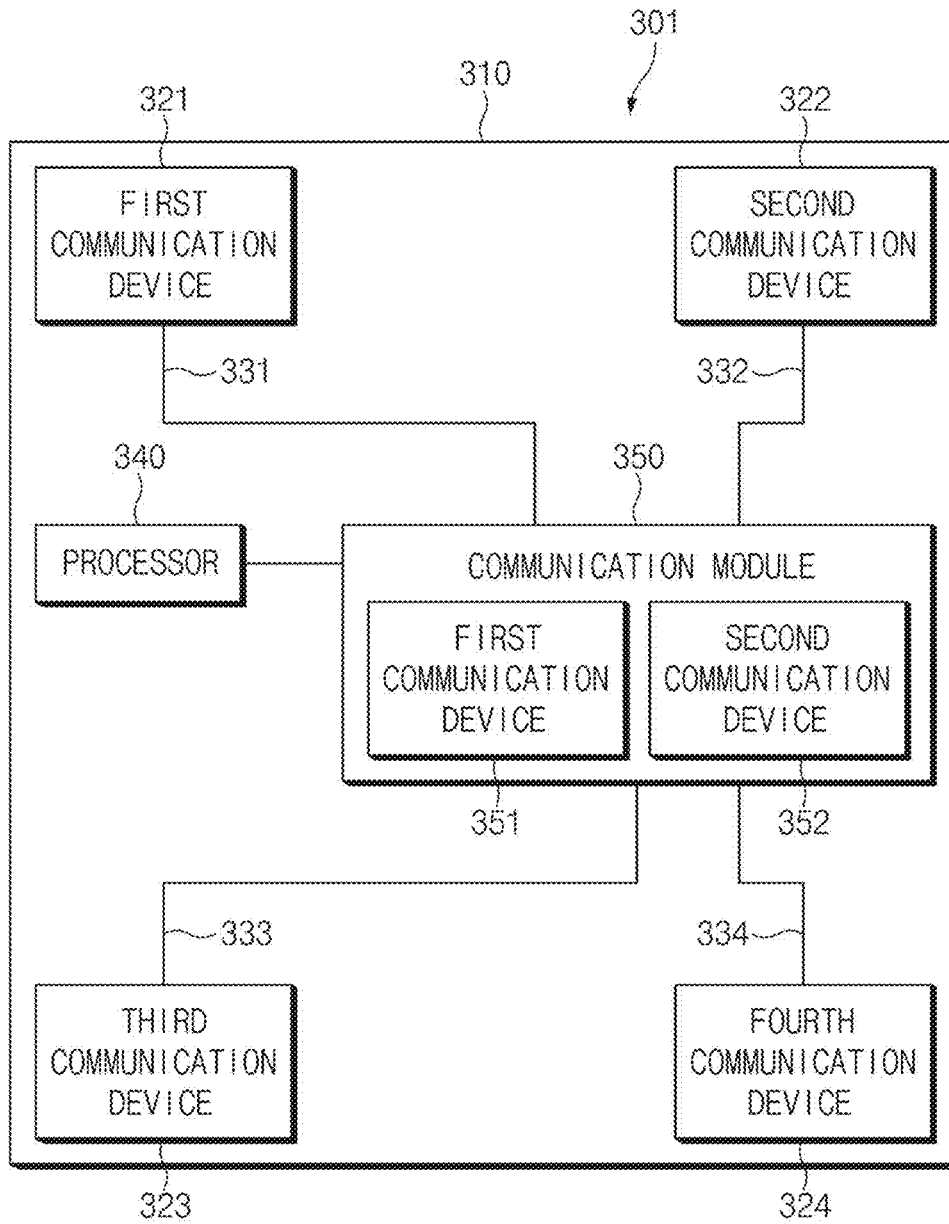 301
310
321
322
FIRST
COMMUNICATION
DEVICE
SECOND
COMMUNICATION
DEVICE
331
332
340
350
PROCESSOR
COMMUNICATION MODULE
FIRST
COMMUNICATION
DEVICE
SECOND
COMMUNICATION
DEVICE
351
352
333
334
THIRD
COMMUNICATION
DEVICE
FOURTH
COMMUNICATION
DEVICE
323
324